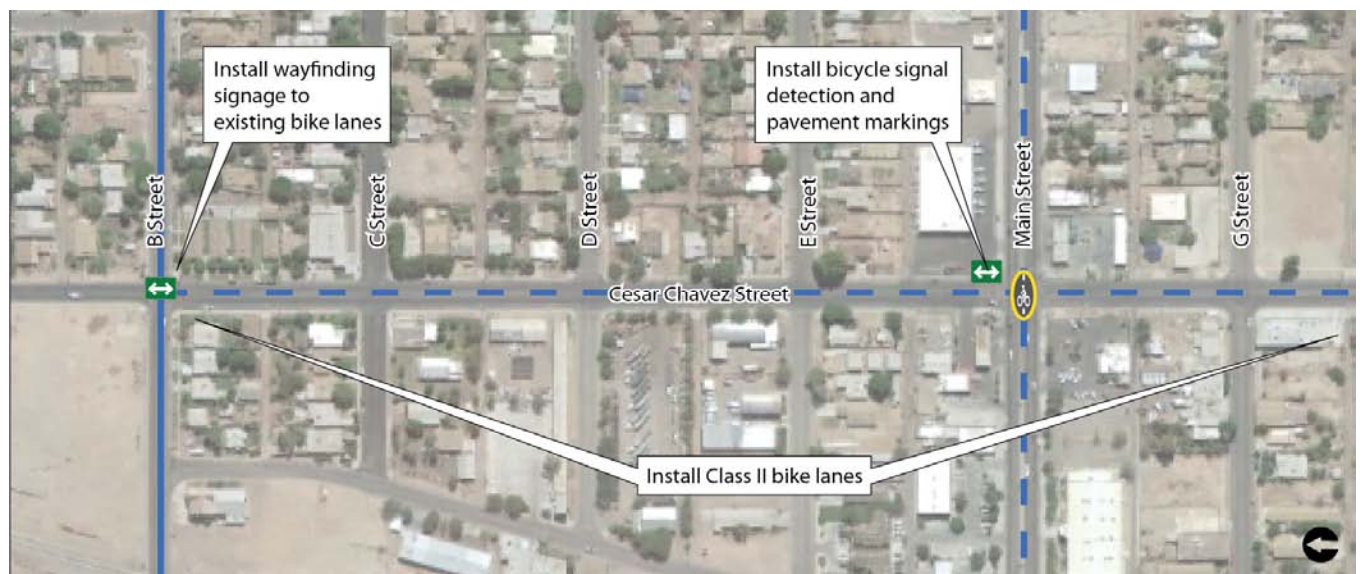 Install wayfinding
signage to
existing bike lanes
Install bicycle signal
detection and
pavement markings
B Street
C Street
D Street
E Street
Main Street
G Street
Cesar Chavez Street
Install Class II bike lanes